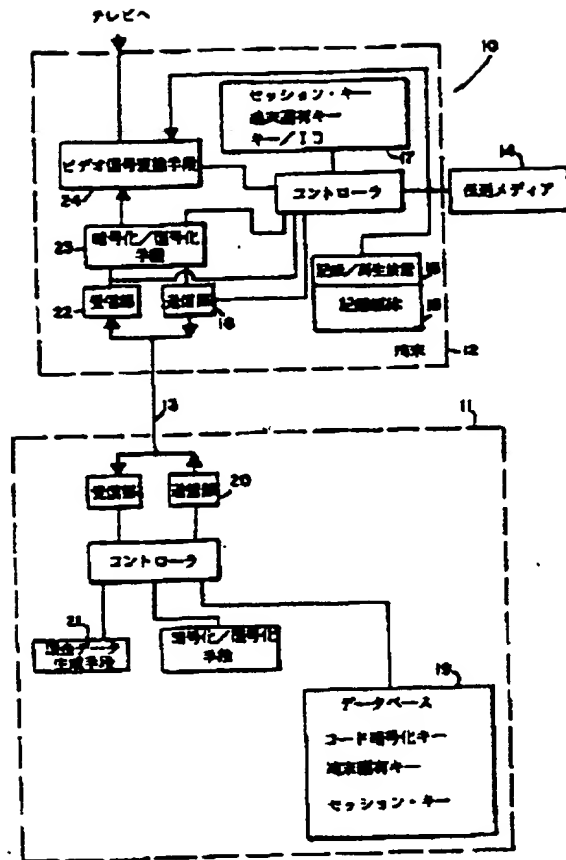 テレビへ
10
セッション・キー
端末固有キー
キー/IO
17
ビデオ信号変換手段
24
コントローラ
14
伝送メディア
23
暗号化/復号化
手段
22
受信部
送信部
18
記録/再生装置
15
記録媒体
16
端末
12
13
11
受信部
送信部
20
コントローラ
21
課金データ
生成手段
暗号化/復号化
手段
19
データベース
コード暗号化キー
端末固有キー
セッション・キー